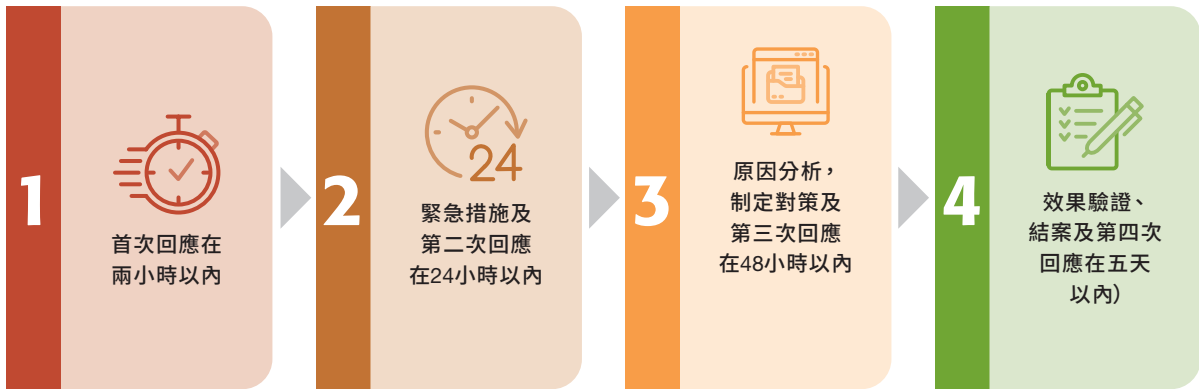 1
首次回應在
兩小時以內
2
24
緊急措施及
第二次回應
在24小時以內
3
原因分析，
制定對策及
第三次回應
在48小時以內
4
效果驗證、
結案及第四次
回應在五天
以內）